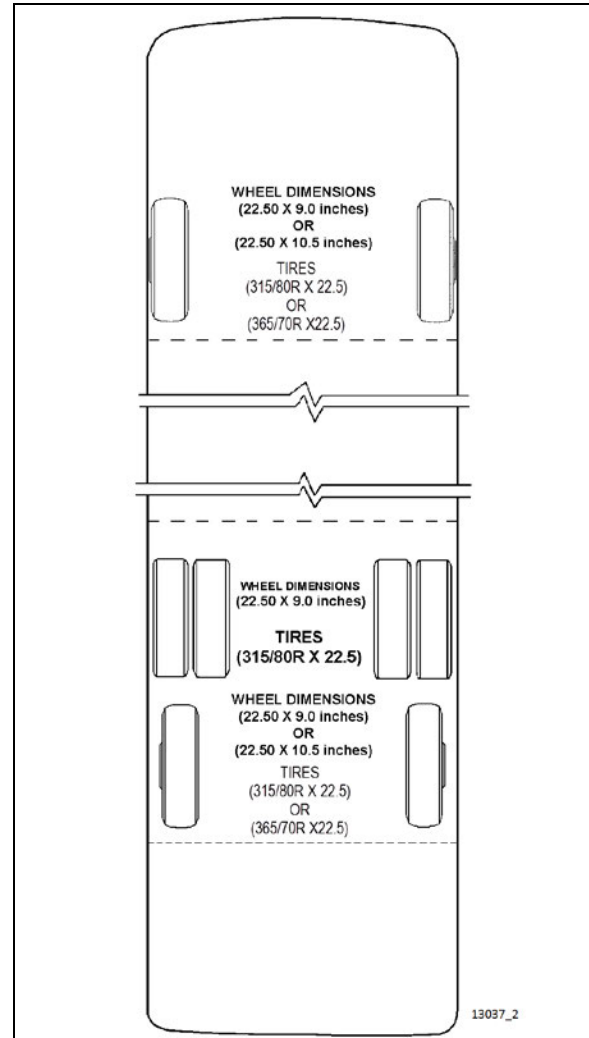 WHEEL DIMENSIONS
(22.50 X 9.0 inches)
OR
(22.50 X 10.5 inches)
TIRES
(315/80R X 22.5)
OR
(365/70R X22.5)
WHEEL DIMENSIONS
(22.50 X 9.0 inches)
TIRES
(315/80R X 22.5)
WHEEL DIMENSIONS
(22.50 X 9.0 inches)
OR
(22.50 X 10.5 inches)
TIRES
(315/80R X 22.5)
OR
(365/70R X22.5)
13037_2